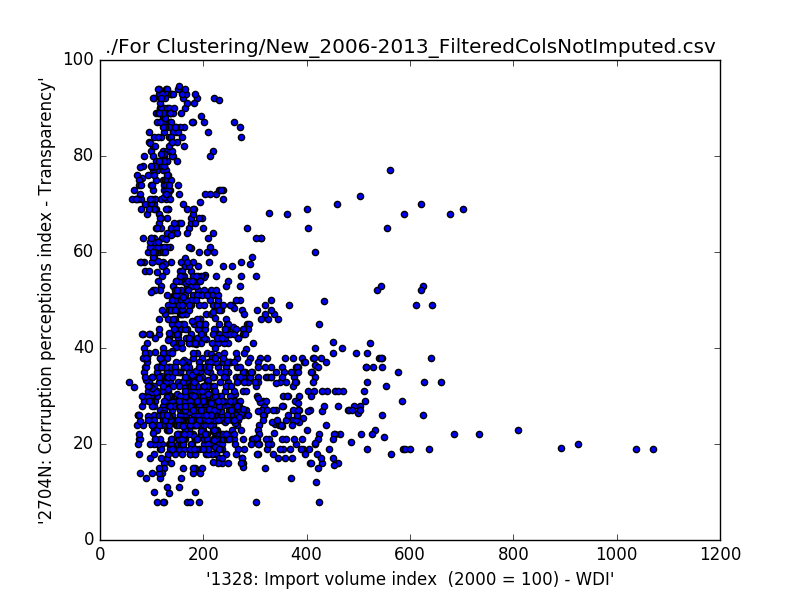 ./For Clustering/New_2006-2013_FilteredColsNotImputed.csv
'2704N: Corruption perceptions index - Transparency'
100
80
60
40
20
0
0 200 400 600 800 1000 1200
'1328: Import volume index  (2000 = 100) - WDI'